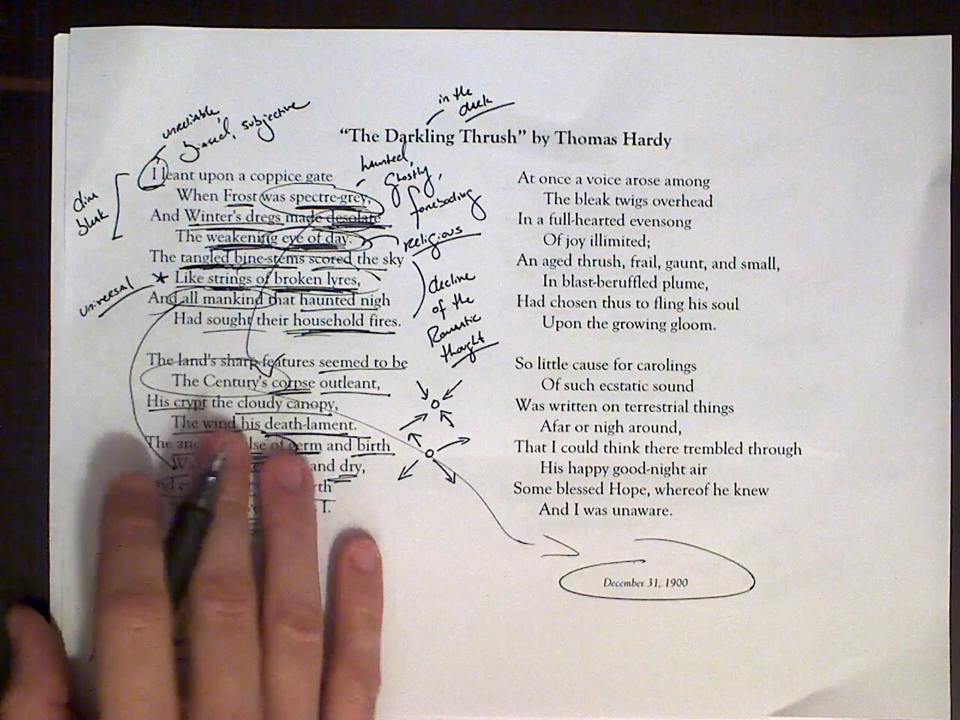 in the
dark
"The Darkling Thrush" by Thomas Hardy
unreliable
biased, subjective
haunted,
ghostly,
foreboding
dim
bleak
religious
universal
decline
of the
Romantic
thought
I leant upon a coppice gate
When Frost was spectre-grey,
And Winter's dregs made desolate
The weakening eye of day.
The tangled bine-stems scored the sky
Like strings of broken lyres,
And all mankind that haunted nigh
Had sought their household fires.
The land's sharp features seemed to be
The Century's corpse outleant,
His crypt the cloudy canopy,
The wind his death-lament.
The germ and birth
and dry,
I.
At once a voice arose among
The bleak twigs overhead
In a full-hearted evensong
Of joy illimited;
An aged thrush, frail, gaunt, and small,
In blast-beruffled plume,
Had chosen thus to fling his soul
Upon the growing gloom.
So little cause for carolings
Of such ecstatic sound
Was written on terrestrial things
Afar or nigh around,
That I could think there trembled through
His happy good-night air
Some blessed Hope, whereof he knew
And I was unaware.
December 31, 1900